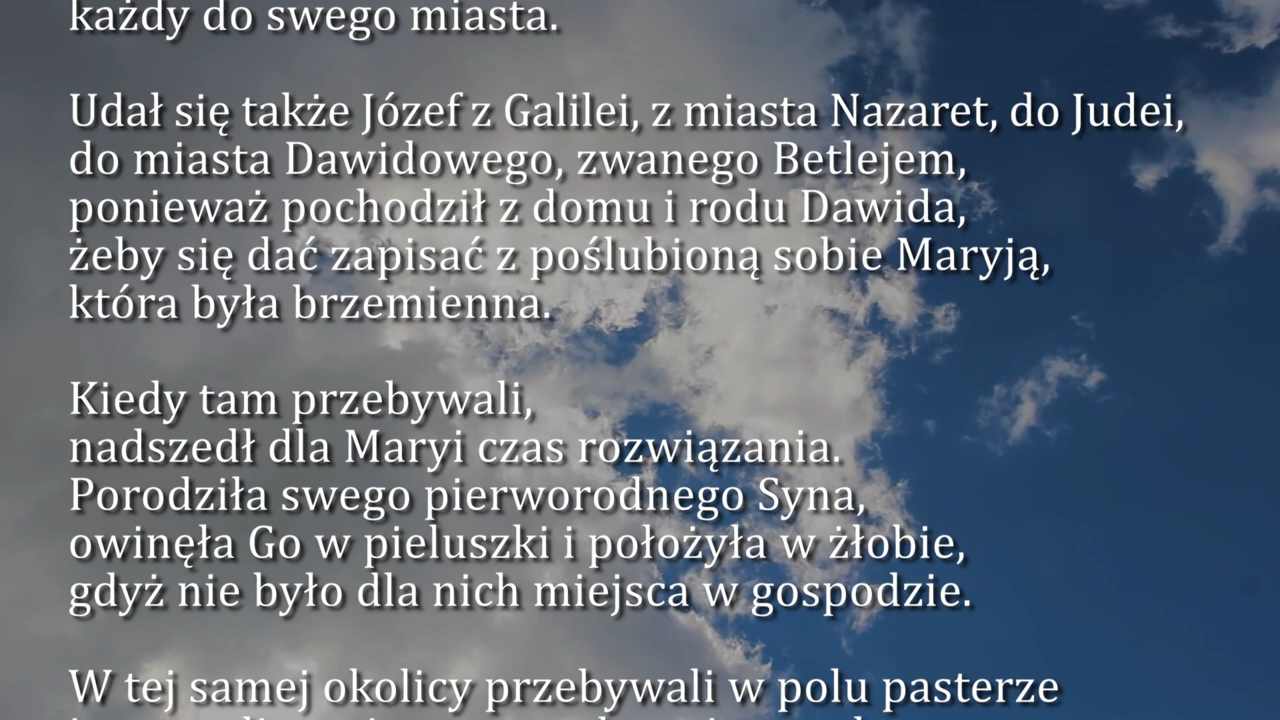 każdy do swego miasta.
Udał się także Józef z Galilei, z miasta Nazaret, do Judei,
do miasta Dawidowego, zwanego Betlejem,
ponieważ pochodził z domu i rodu Dawida,
żeby się dać zapisać z poślubioną sobie Maryją,
która była brzemienna.
Kiedy tam przebywali,
nadszedł dla Maryi czas rozwiązania.
Porodziła swego pierworodnego Syna,
owinęła Go w pieluszki i położyła w żłobie,
gdyż nie było dla nich miejsca w gospodzie.
W tej samej okolicy przebywali w polu pasterze